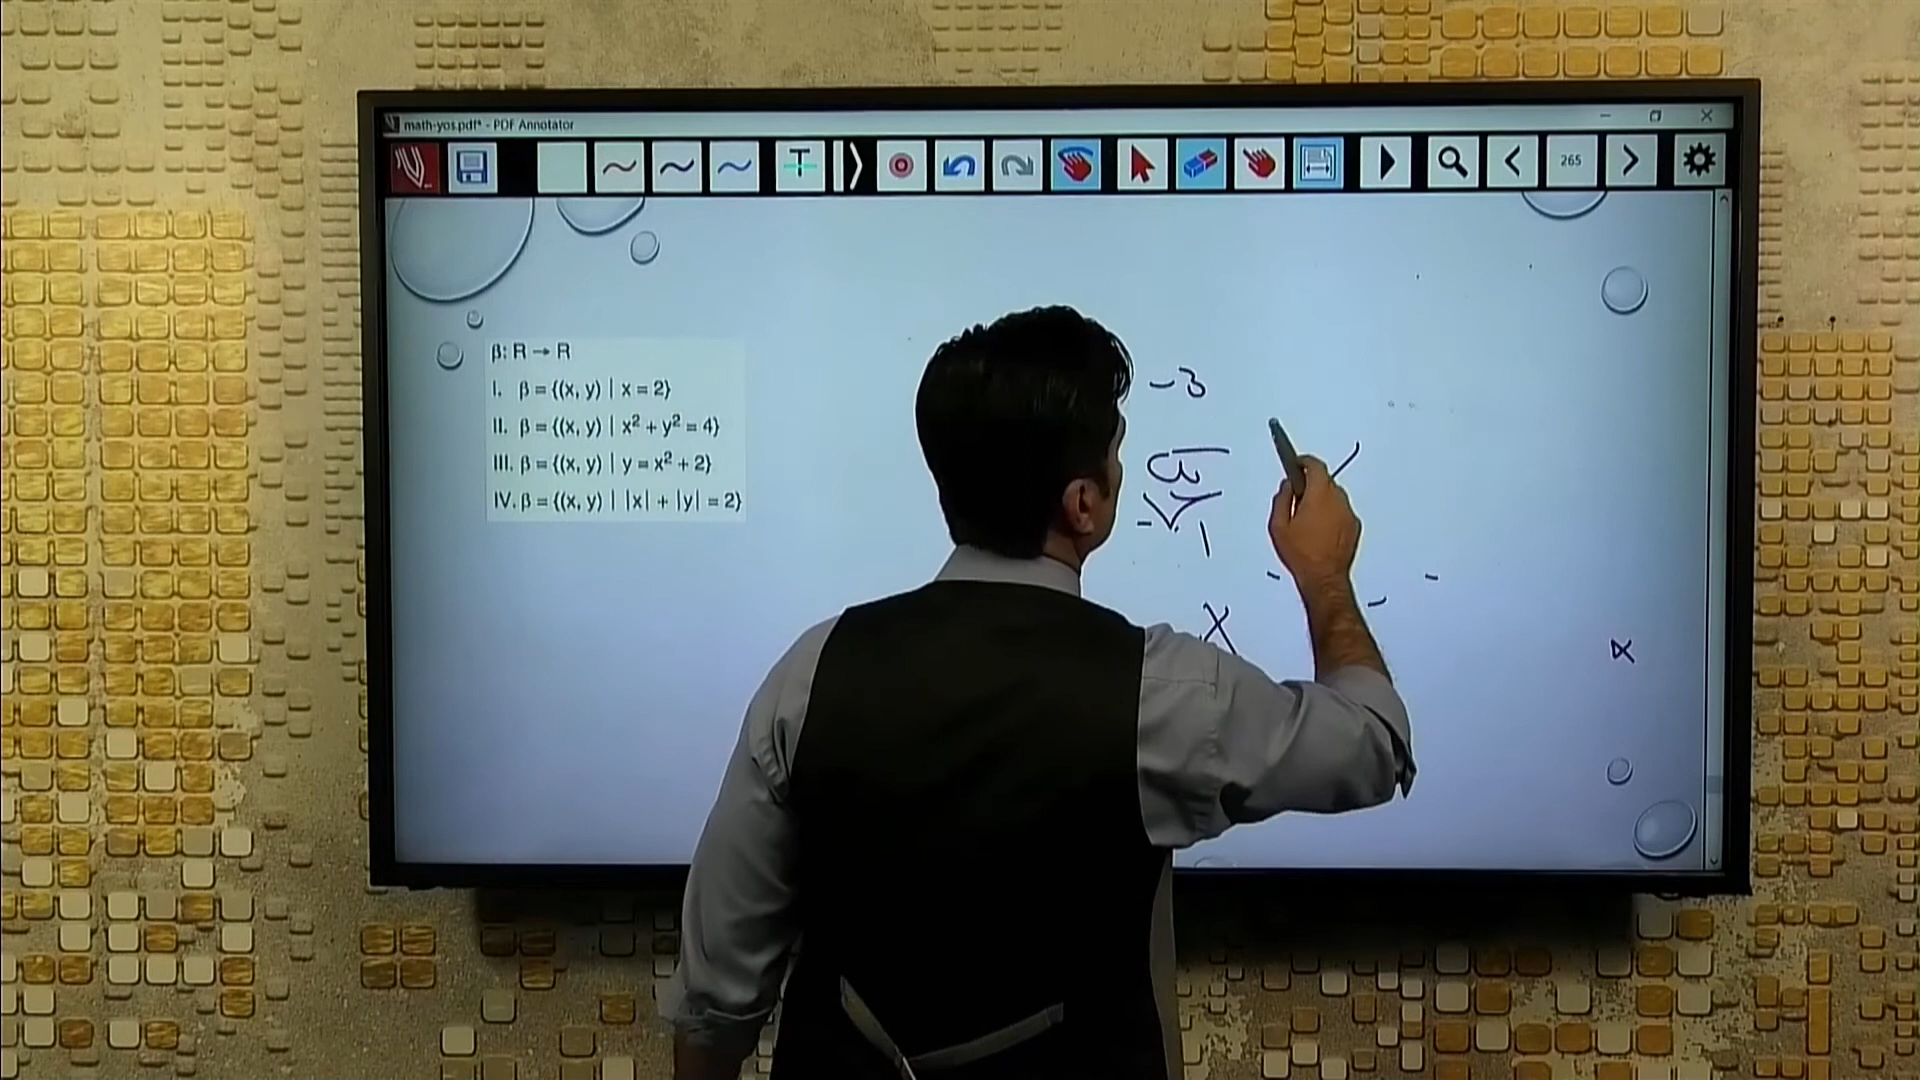 math-yos.pdf* - PDF Annotator
265
β: R → R
I. β = {(x, y) | x = 2}
II. β = {(x, y) | x² + y² = 4}
III. β = {(x, y) | y = x² + 2}
IV. β = {(x, y) | |x| + |y| = 2}